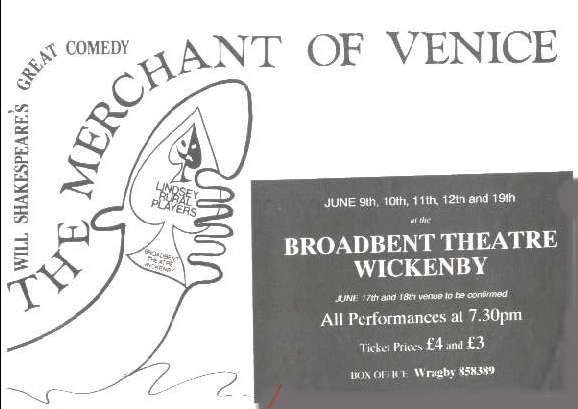 WILL SHAKESPEARE'S GREAT COMEDY
THE MERCHANT OF VENICE
LINDSEY
RURAL
PLAYERS
BROADBENT
THEATRE
WICKENBY
JUNE 9th, 10th, 11th, 12th and 19th
at the
BROADBENT THEATRE
WICKENBY
JUNE 17th and 18th venue to be confirmed
All Performances at 7.30pm
Ticket Prices £4 and £3
BOX OFFICE Wragby 858389